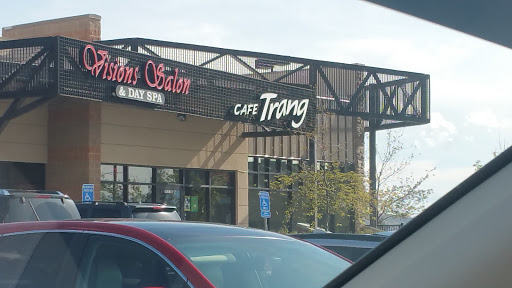 Visions Salon
& DAY SPA
CAFE Trang